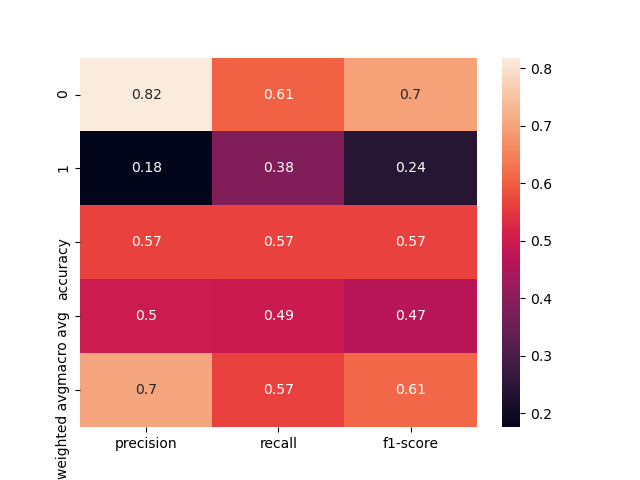 0 0.82 0.61 0.7
1 0.18 0.38 0.24
accuracy 0.57 0.57 0.57
macro avg 0.5 0.49 0.47
weighted avg 0.7 0.57 0.61
precision recall f1-score
0.8
0.7
0.6
0.5
0.4
0.3
0.2